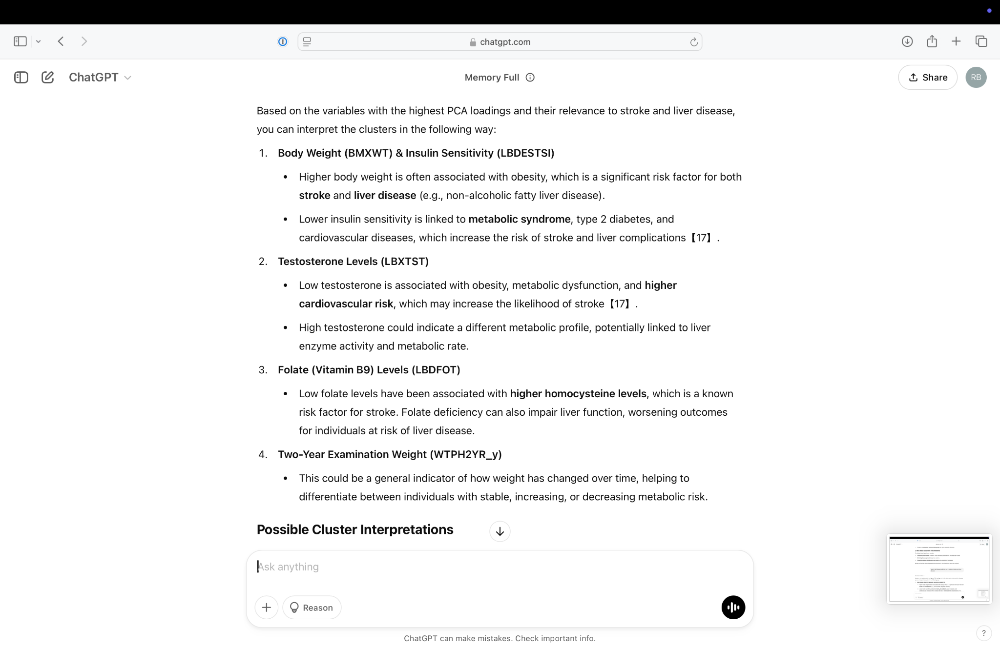 chatgpt.com
ChatGPT
Memory Full
Share
RB
Based on the variables with the highest PCA loadings and their relevance to stroke and liver disease,
you can interpret the clusters in the following way:
1. Body Weight (BMXWT) & Insulin Sensitivity (LBDESTSI)
• Higher body weight is often associated with obesity, which is a significant risk factor for both
stroke and liver disease (e.g., non-alcoholic fatty liver disease).
• Lower insulin sensitivity is linked to metabolic syndrome, type 2 diabetes, and
cardiovascular diseases, which increase the risk of stroke and liver complications【17】.
2. Testosterone Levels (LBXTST)
• Low testosterone is associated with obesity, metabolic dysfunction, and higher
cardiovascular risk, which may increase the likelihood of stroke【17】.
• High testosterone could indicate a different metabolic profile, potentially linked to liver
enzyme activity and metabolic rate.
3. Folate (Vitamin B9) Levels (LBDFOT)
• Low folate levels have been associated with higher homocysteine levels, which is a known
risk factor for stroke. Folate deficiency can also impair liver function, worsening outcomes
for individuals at risk of liver disease.
4. Two-Year Examination Weight (WTPH2YR_y)
• This could be a general indicator of how weight has changed over time, helping to
differentiate between individuals with stable, increasing, or decreasing metabolic risk.
Possible Cluster Interpretations
Ask anything
Reason
ChatGPT can make mistakes. Check important info.
?